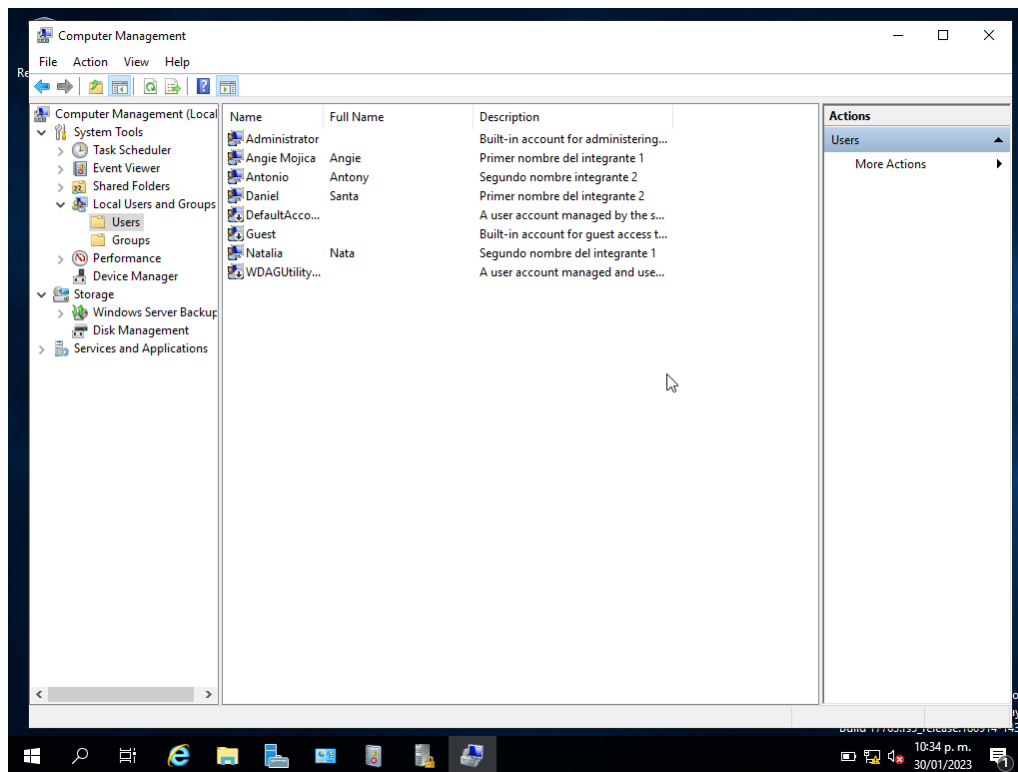 Re
Computer Management
File Action View Help
Computer Management (Local
System Tools
Task Scheduler
Event Viewer
Shared Folders
Local Users and Groups
Users
Groups
Performance
Device Manager
Storage
Windows Server Backup
Disk Management
Services and Applications
Name Full Name Description
Administrator Built-in account for administering...
Angie Mojica Angie Primer nombre del integrante 1
Antonio Antony Segundo nombre integrante 2
Daniel Santa Primer nombre del integrante 2
DefaultAcco... A user account managed by the s...
Guest Built-in account for guest access t...
Natalia Nata Segundo nombre del integrante 1
WDAGUtility... A user account managed and use...
Actions
Users
More Actions
10:34 p. m.
30/01/2023
1